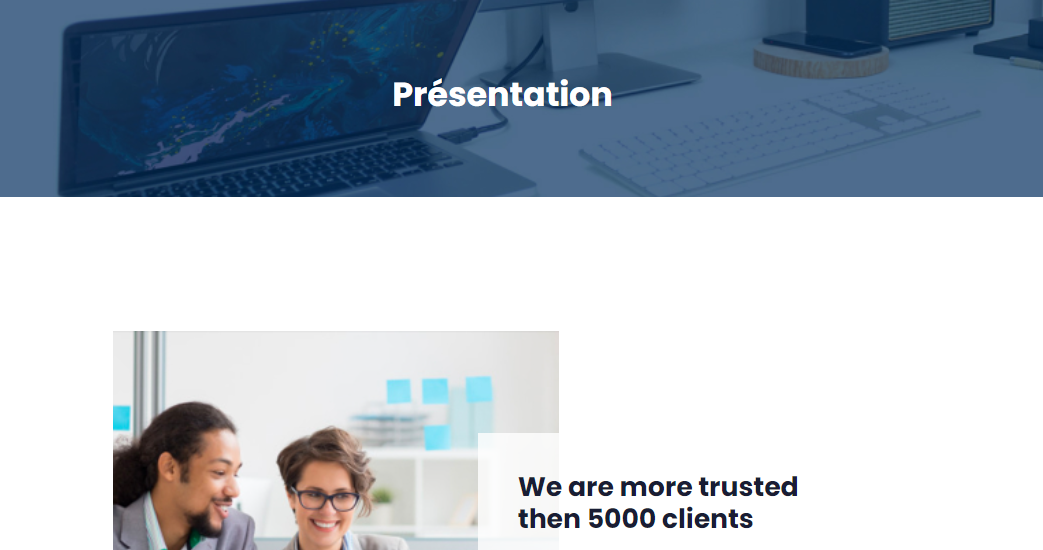 Présentation
We are more trusted
then 5000 clients